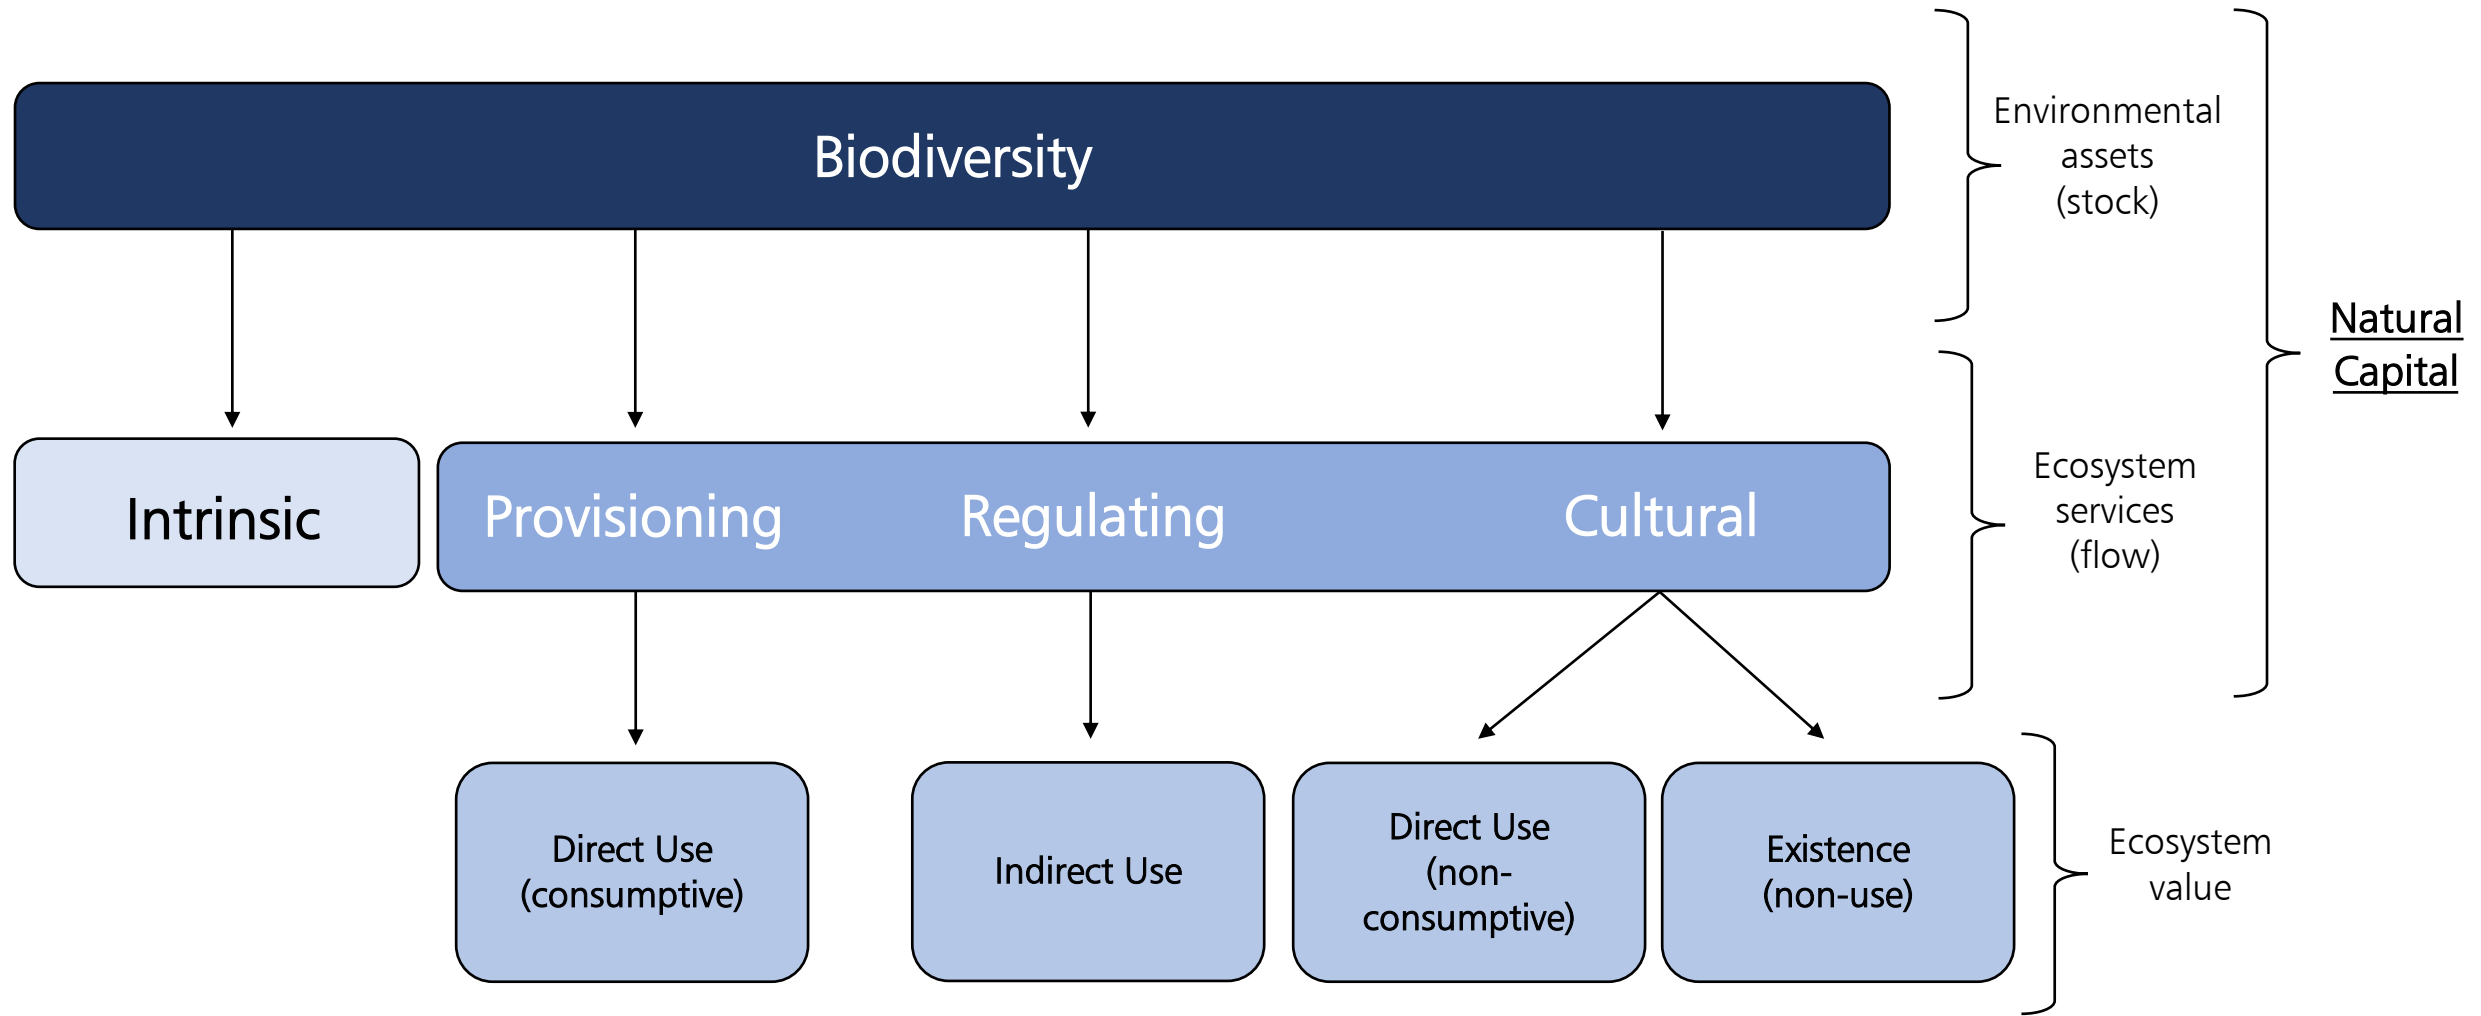 Biodiversity
Environmental
assets
(stock)
Natural
Capital
Intrinsic
Provisioning
Regulating
Cultural
Ecosystem
services
(flow)
Direct Use
(consumptive)
Indirect Use
Direct Use
(non-
consumptive)
Existence
(non-use)
Ecosystem
value